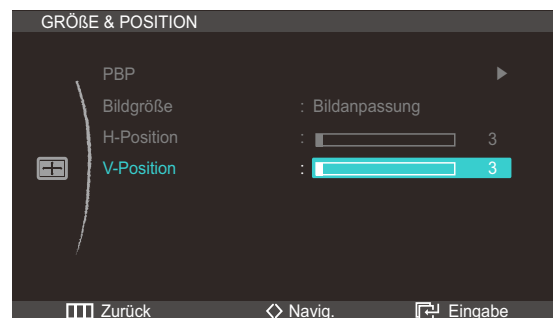 GRÖßE & POSITION
PBP
Bildgröße : Bildanpassung
H-Position : 3
V-Position : 3
Zurück Navig. Eingabe